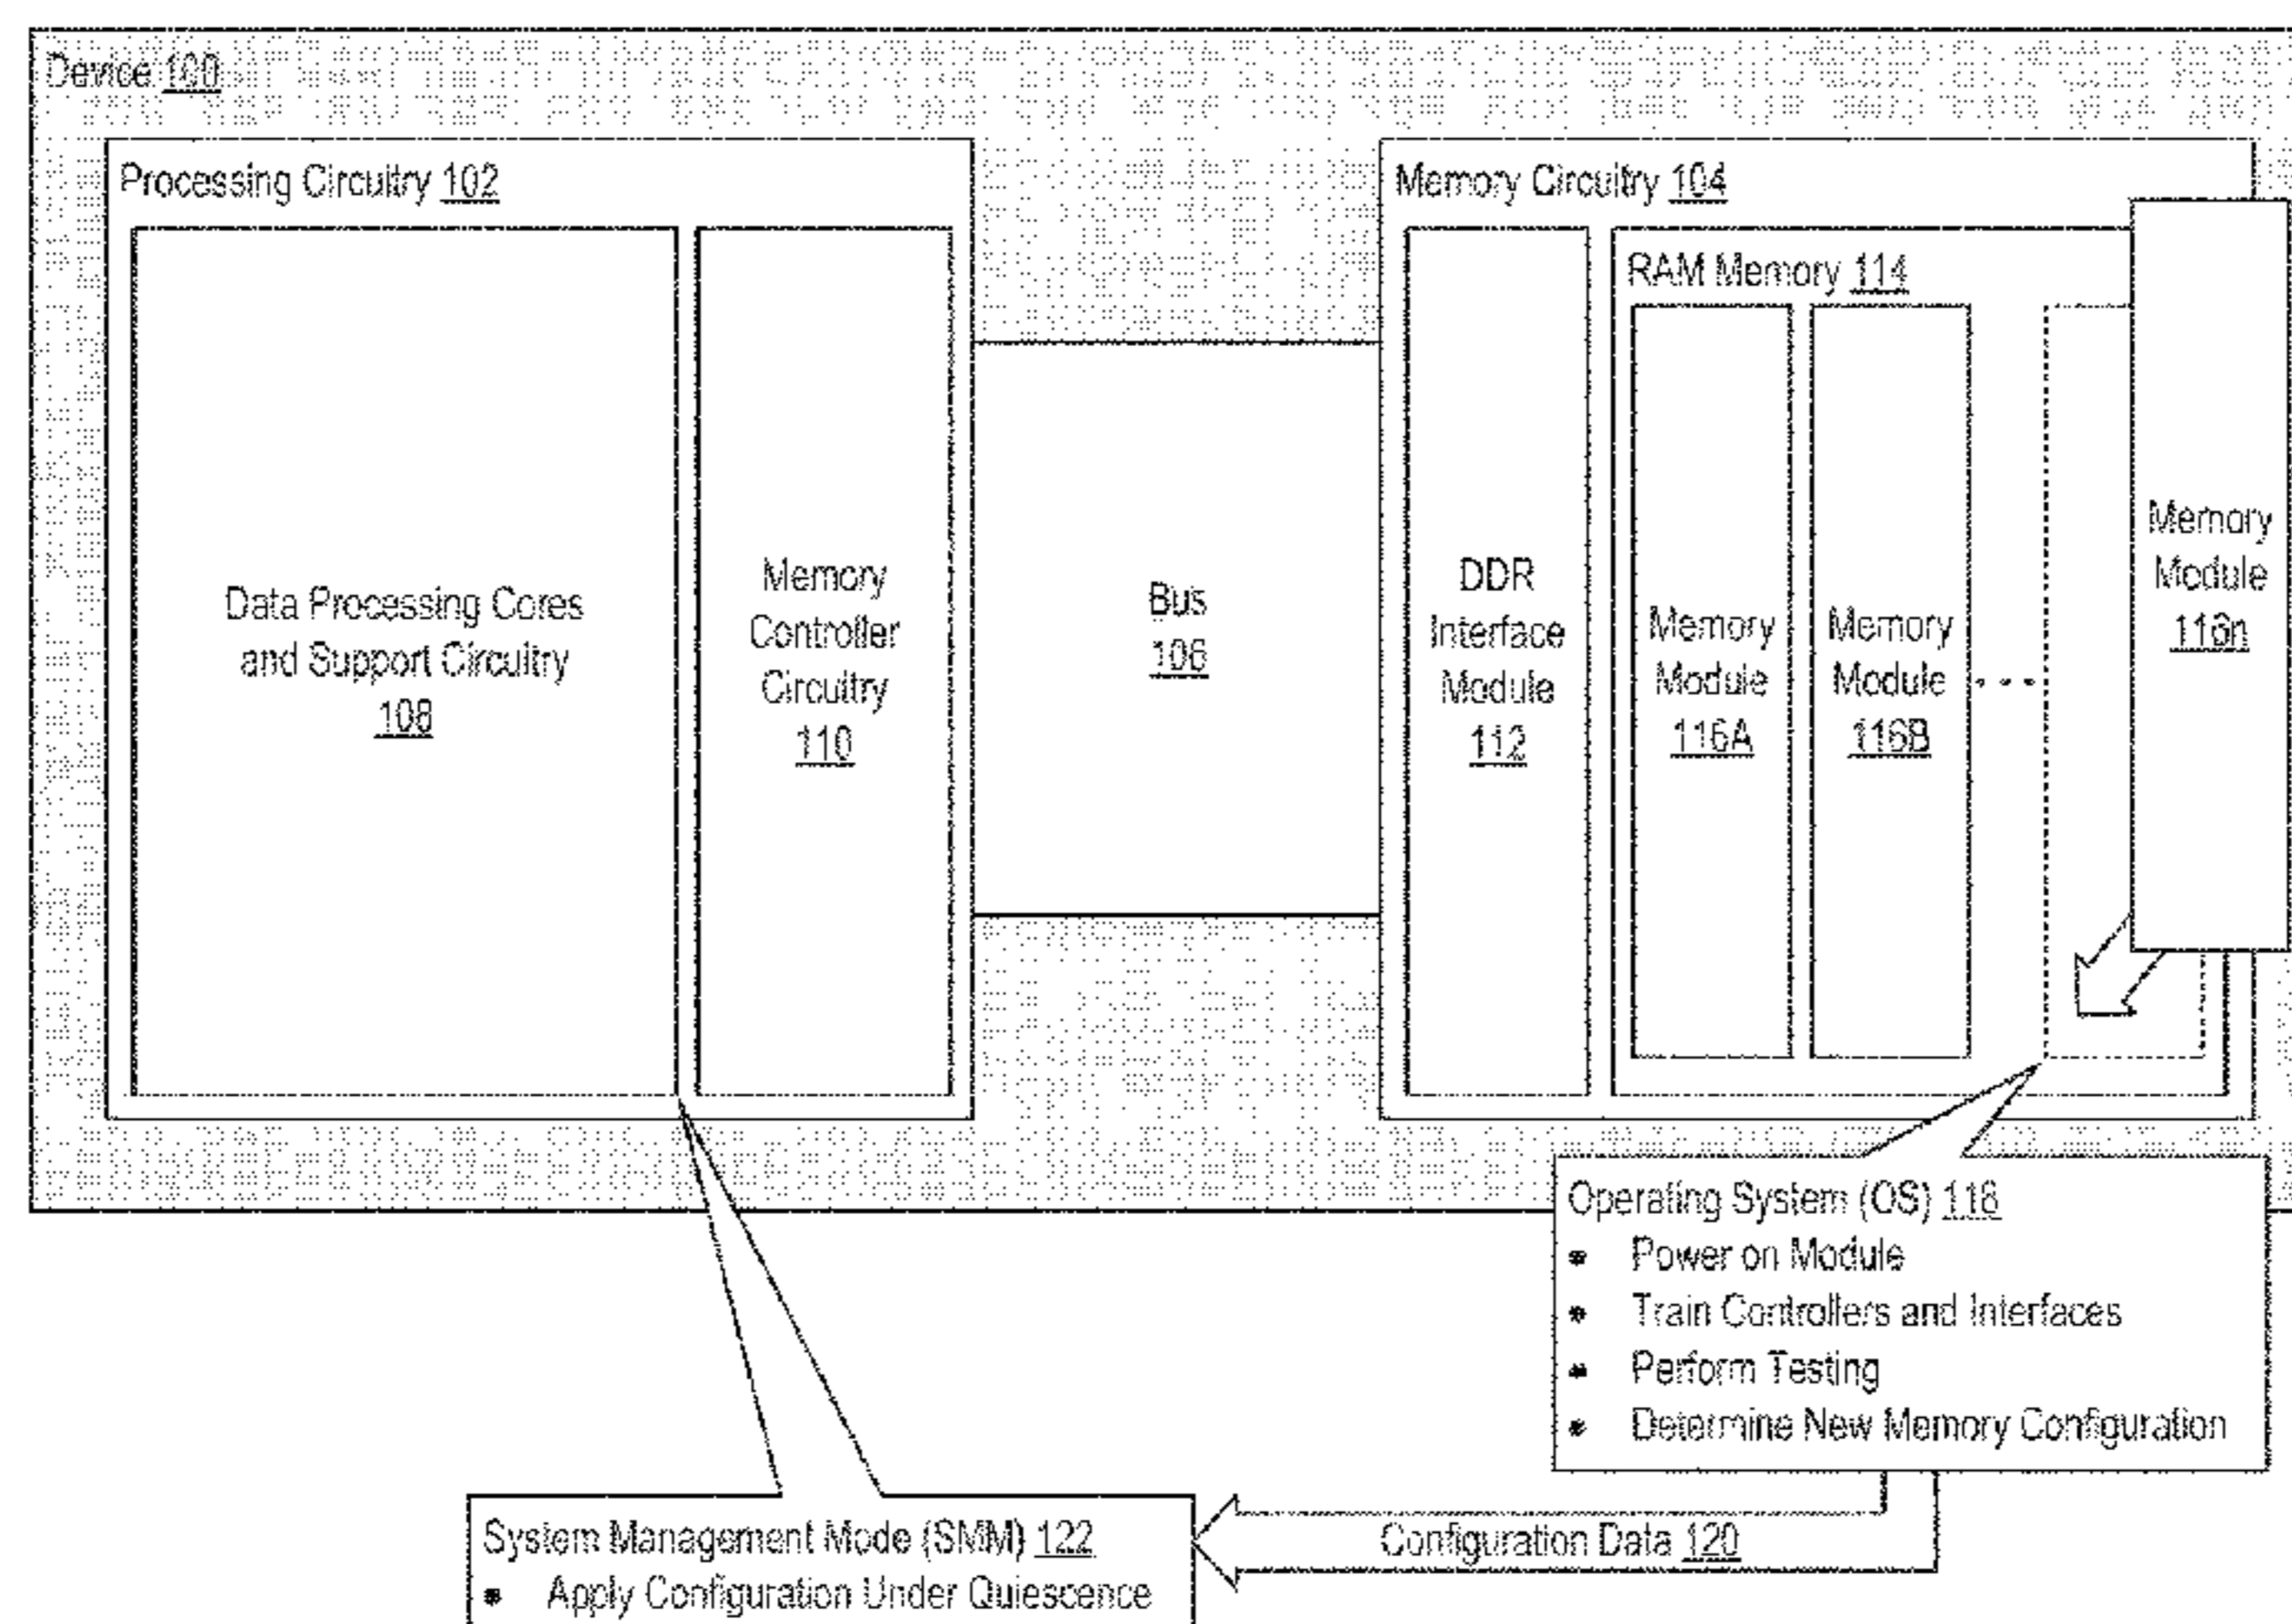 Device 100
Processing Circuitry 102
Data Processing Cores
and Support Circuitry
108
Memory
Controller
Circuitry
110
Bus
106
Memory Circuitry 104
DDR
Interface
Module
112
RAM Memory 114
Memory
Module
116A
Memory
Module
116B
Memory
Module
116n
Operating System (OS) 118
• Power on Module
• Train Controllers and Interfaces
• Perform Testing
• Determine New Memory Configuration
Configuration Data 120
System Management Mode (SMM) 122
• Apply Configuration Under Quiescence